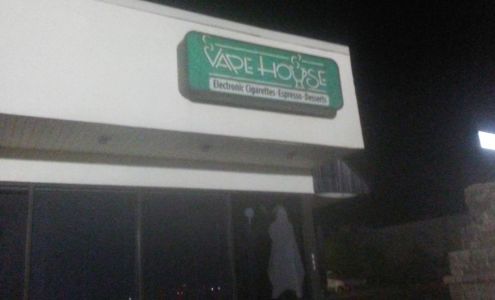 VAPE HOUSE
Electronic Cigarettes · Espresso · Desserts